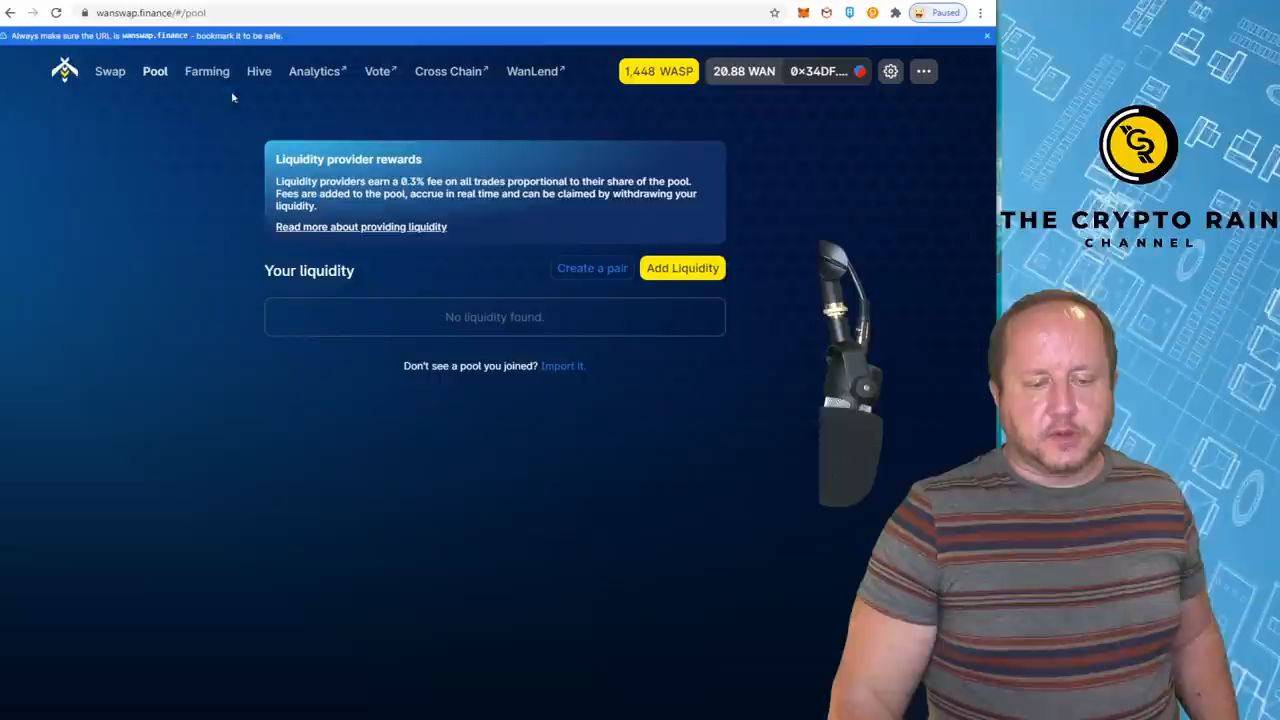 wanswap.finance/#/pool
Paused
Always make sure the URL is wanswap.finance - bookmark it to be safe.
Swap Pool Farming Hive Analytics↗ Vote↗ Cross Chain↗ WanLend↗ 1,448 WASP 20.88 WAN 0x34DF....
Liquidity provider rewards
Liquidity providers earn a 0.3% fee on all trades proportional to their share of the pool.
Fees are added to the pool, accrue in real time and can be claimed by withdrawing your
liquidity.
Read more about providing liquidity
Your liquidity Create a pair Add Liquidity
No liquidity found.
Don't see a pool you joined? Import it.
THE CRYPTO RAIN
CHANNEL